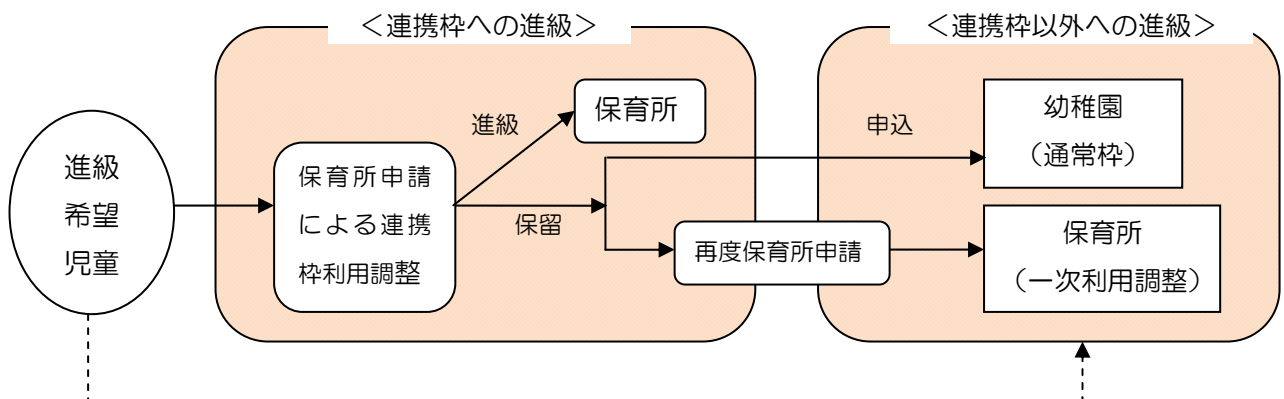 ＜連携枠への進級＞
＜連携枠以外への進級＞
進級
希望
児童
保育所申請
による連携
枠利用調整
進級
保育所
保留
申込
再度保育所申請
幼稚園
（通常枠）
保育所
（一次利用調整）